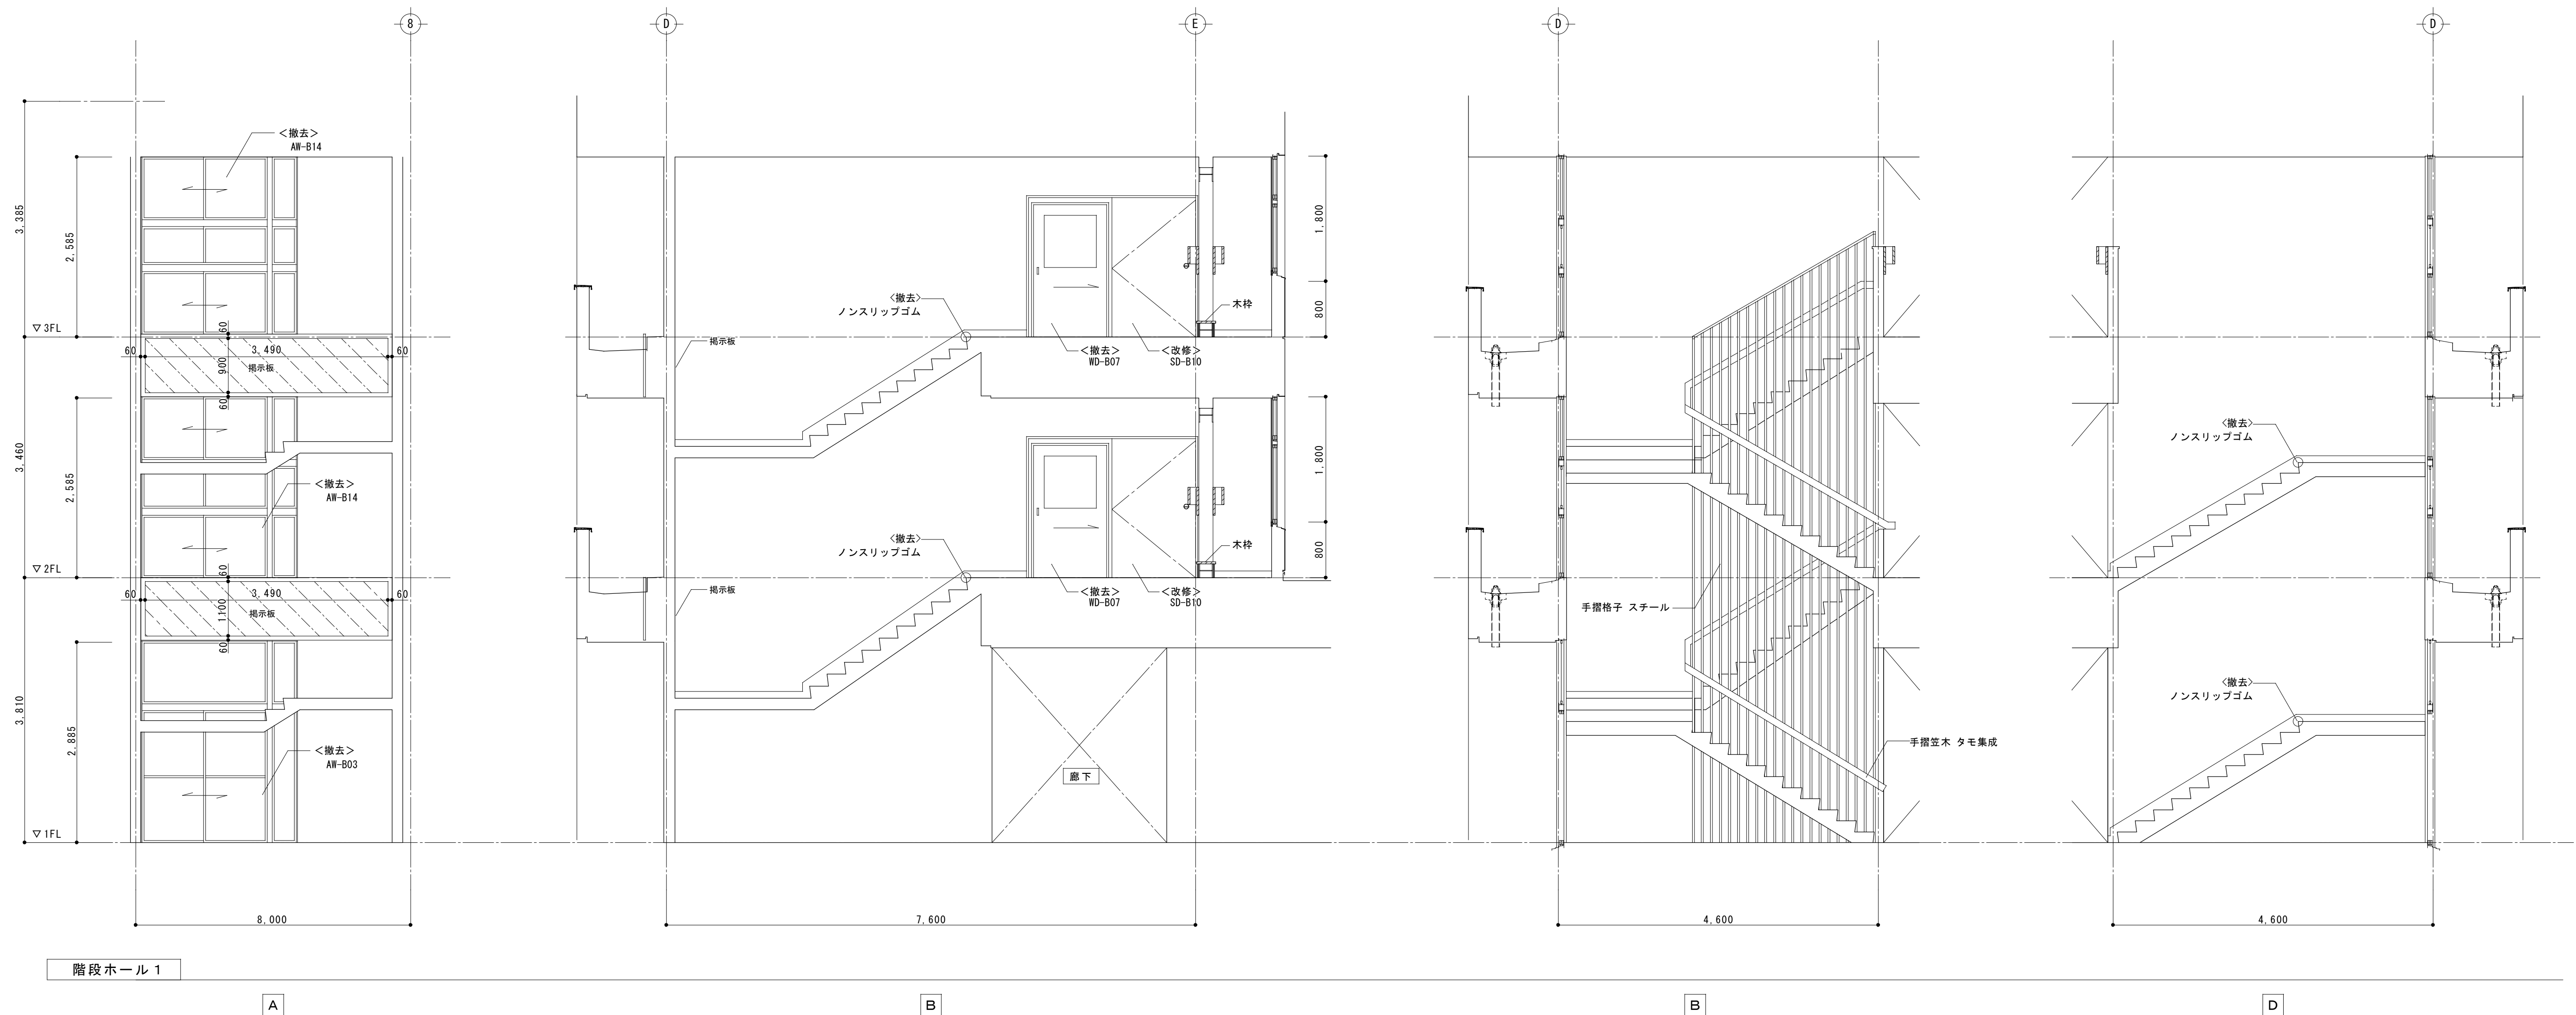 8
D
E
D
D
<撤去>
AW-B14
3,385
2,585
1,800
800
▽3FL
60
60
3,490
900
掲示板
60
60
<撤去>
ノンスリップゴム
木枠
掲示板
<撤去>
WD-B07
<改修>
SD-B10
3,460
2,585
<撤去>
AW-B14
1,800
800
<撤去>
ノンスリップゴム
▽2FL
60
60
3,490
1100
掲示板
60
60
<撤去>
ノンスリップゴム
木枠
掲示板
<撤去>
WD-B07
<改修>
SD-B10
手摺格子 スチール
3,810
2,885
<撤去>
AW-B03
廊下
手摺笠木 タモ集成
<撤去>
ノンスリップゴム
▽1FL
8,000
7,600
4,600
4,600
階段ホール1
A
B
B
D